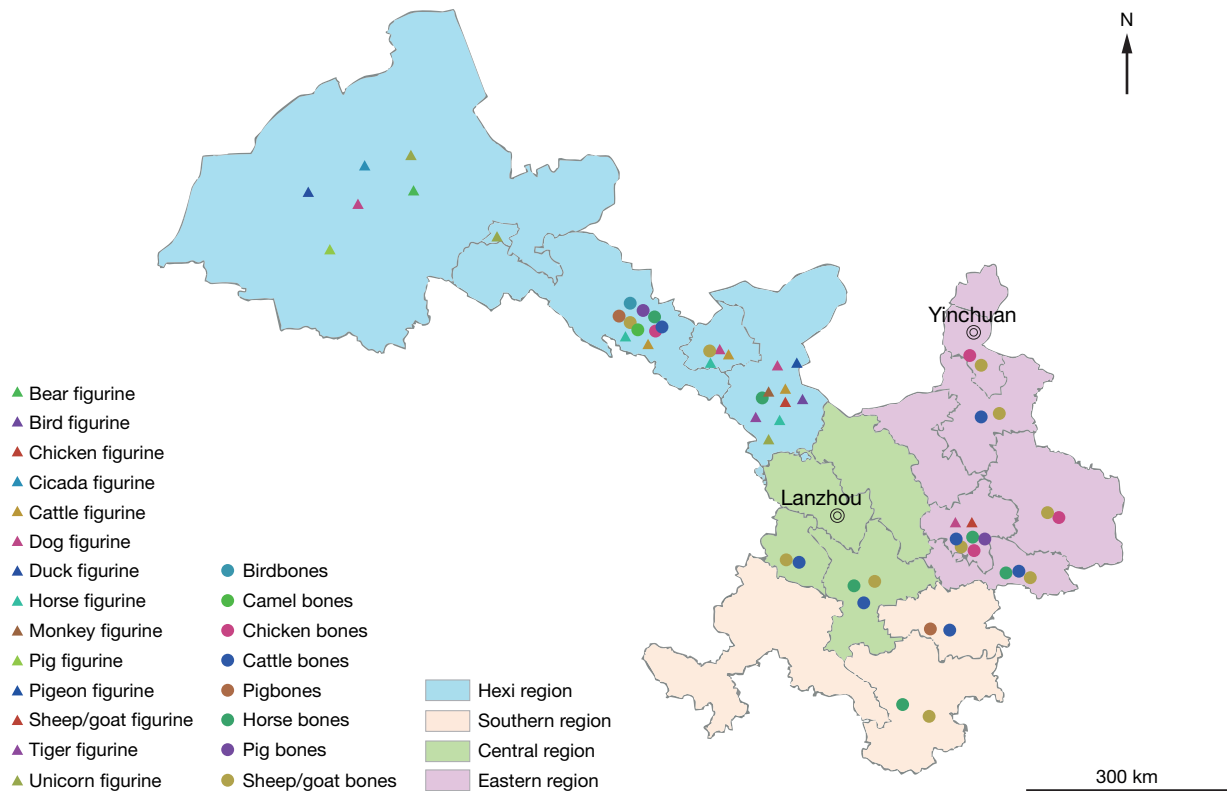 N
Yinchuan
Lanzhou
Bear figurine
Bird figurine
Chicken figurine
Cicada figurine
Cattle figurine
Dog figurine
Duck figurine
Horse figurine
Monkey figurine
Pig figurine
Pigeon figurine
Sheep/goat figurine
Tiger figurine
Unicorn figurine
Birdbones
Camel bones
Chicken bones
Cattle bones
Pigbones
Horse bones
Pig bones
Sheep/goat bones
Hexi region
Southern region
Central region
Eastern region
300 km